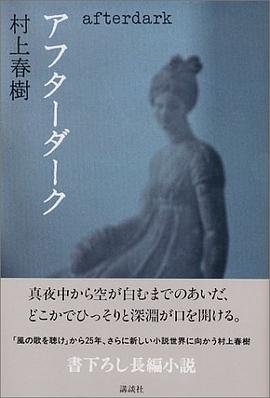 afterdark
アフターダーク
村上春樹
真夜中から空が白むまでのあいだ、
どこかでひっそりと深淵が口を開ける。
「風の歌を聴け」から25年、さらに新しい小説世界に向かう村上春樹
書下ろし長編小説
講談社